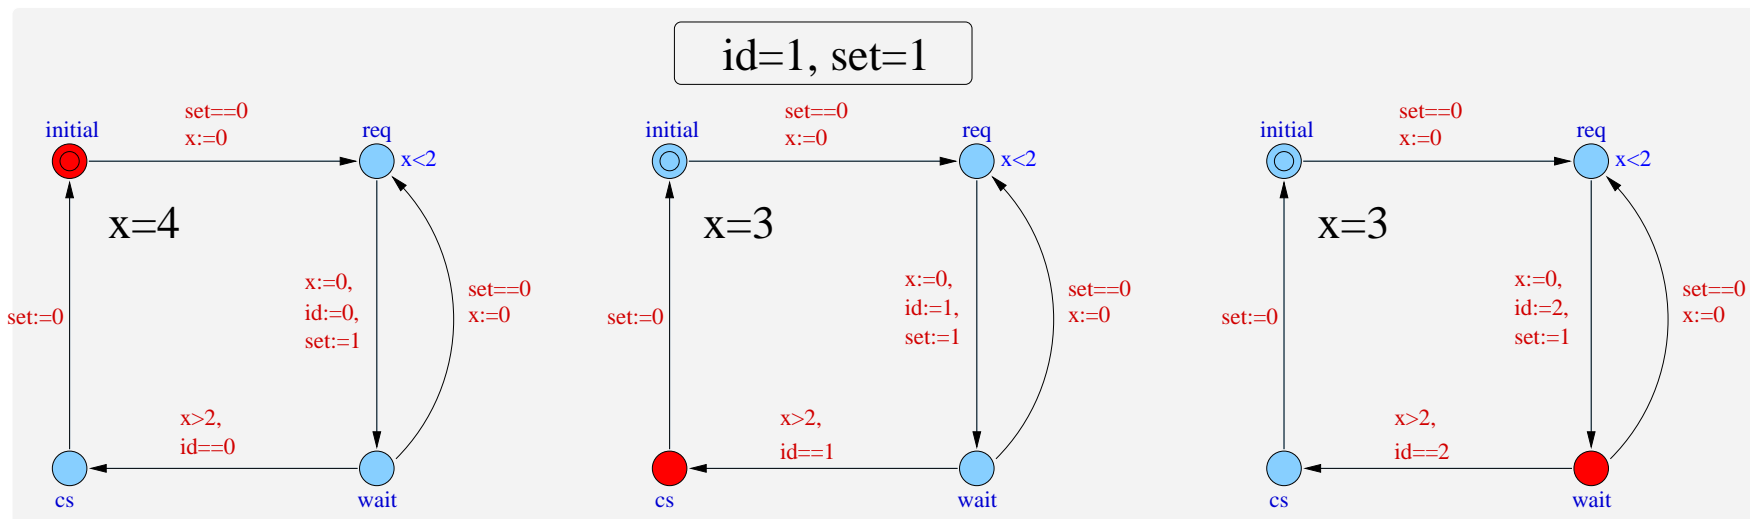 id=1, set=1
set==0
x:=0
initial
req
x<2
x=4
x:=0,
id:=0,
set:=1
set==0
x:=0
set:=0
x>2,
id==0
cs
wait
set==0
x:=0
initial
req
x<2
x=3
x:=0,
id:=1,
set:=1
set==0
x:=0
set:=0
x>2,
id==1
cs
wait
set==0
x:=0
initial
req
x<2
x=3
x:=0,
id:=2,
set:=1
set==0
x:=0
set:=0
x>2,
id==2
cs
wait